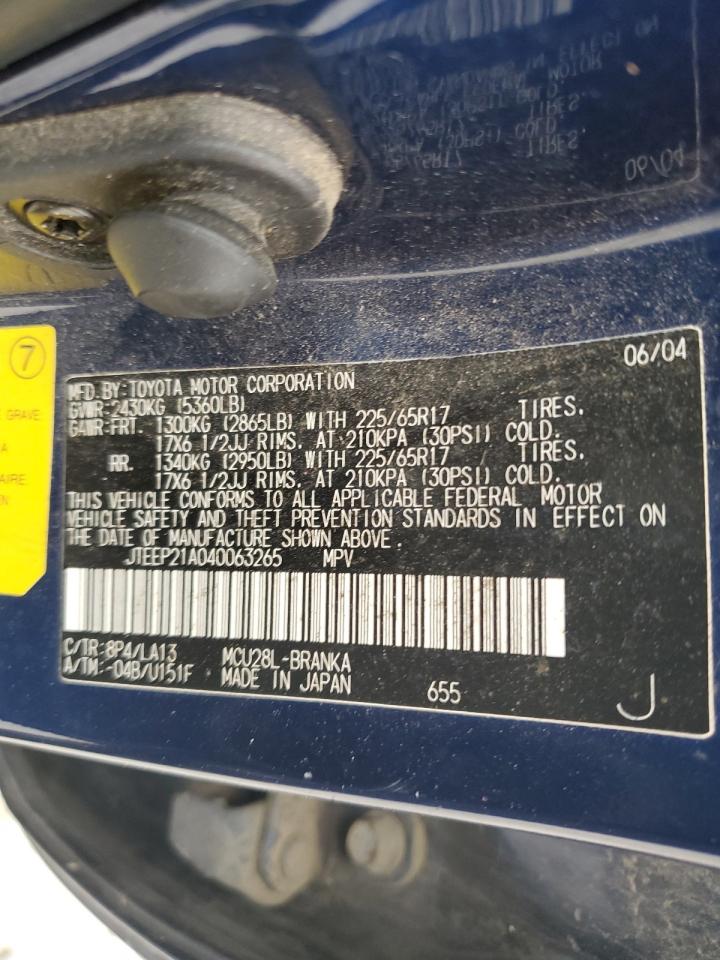 06/04
MFD.BY:TOYOTA MOTOR CORPORATION
GVWR:2430KG (5360LB)
GAWR:FRT. 1300KG (2865LB) WITH 225/65R17 TIRES.
17X6 1/2JJ RIMS. AT 210KPA (30PSI) COLD.
RR. 1340KG (2950LB) WITH 225/65R17 TIRES.
17X6 1/2JJ RIMS. AT 210KPA (30PSI) COLD.
THIS VEHICLE CONFORMS TO ALL APPLICABLE FEDERAL MOTOR
VEHICLE SAFETY AND THEFT PREVENTION STANDARDS IN EFFECT ON
THE DATE OF MANUFACTURE SHOWN ABOVE.
JTEEP21A040063265 MPV
C/TR:8P4/LA13 MCU28L-BRANKA
A/TM:-04B/U151F MADE IN JAPAN 655 J
7
GRAVE